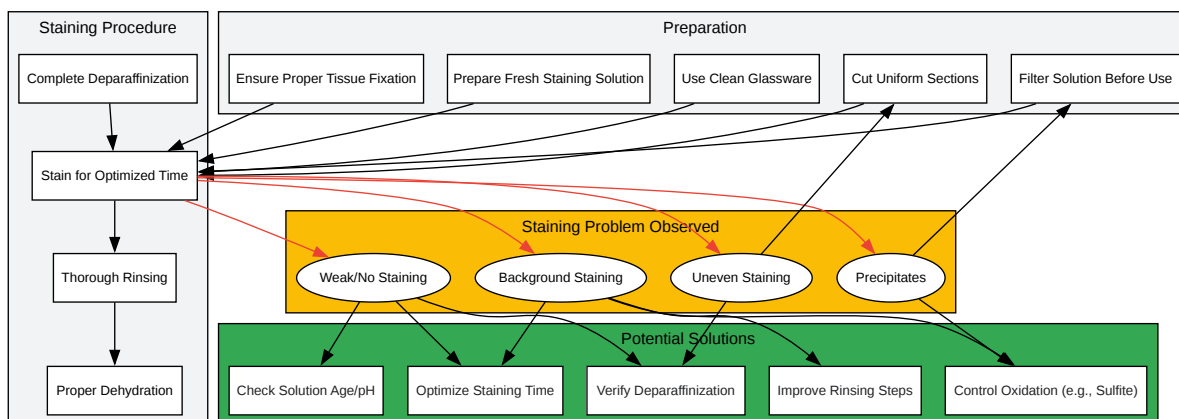 Staining Procedure
Preparation
Complete Deparaffinization
Ensure Proper Tissue Fixation
Prepare Fresh Staining Solution
Use Clean Glassware
Cut Uniform Sections
Filter Solution Before Use
Stain for Optimized Time
Staining Problem Observed
Thorough Rinsing
Weak/No Staining
Background Staining
Uneven Staining
Precipitates
Potential Solutions
Proper Dehydration
Check Solution Age/pH
Optimize Staining Time
Verify Deparaffinization
Improve Rinsing Steps
Control Oxidation (e.g., Sulfite)